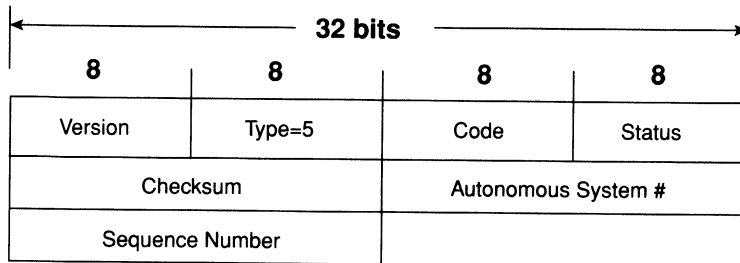 32 bits
8 8 8 8
Version Type=5 Code Status
Checksum Autonomous System #
Sequence Number